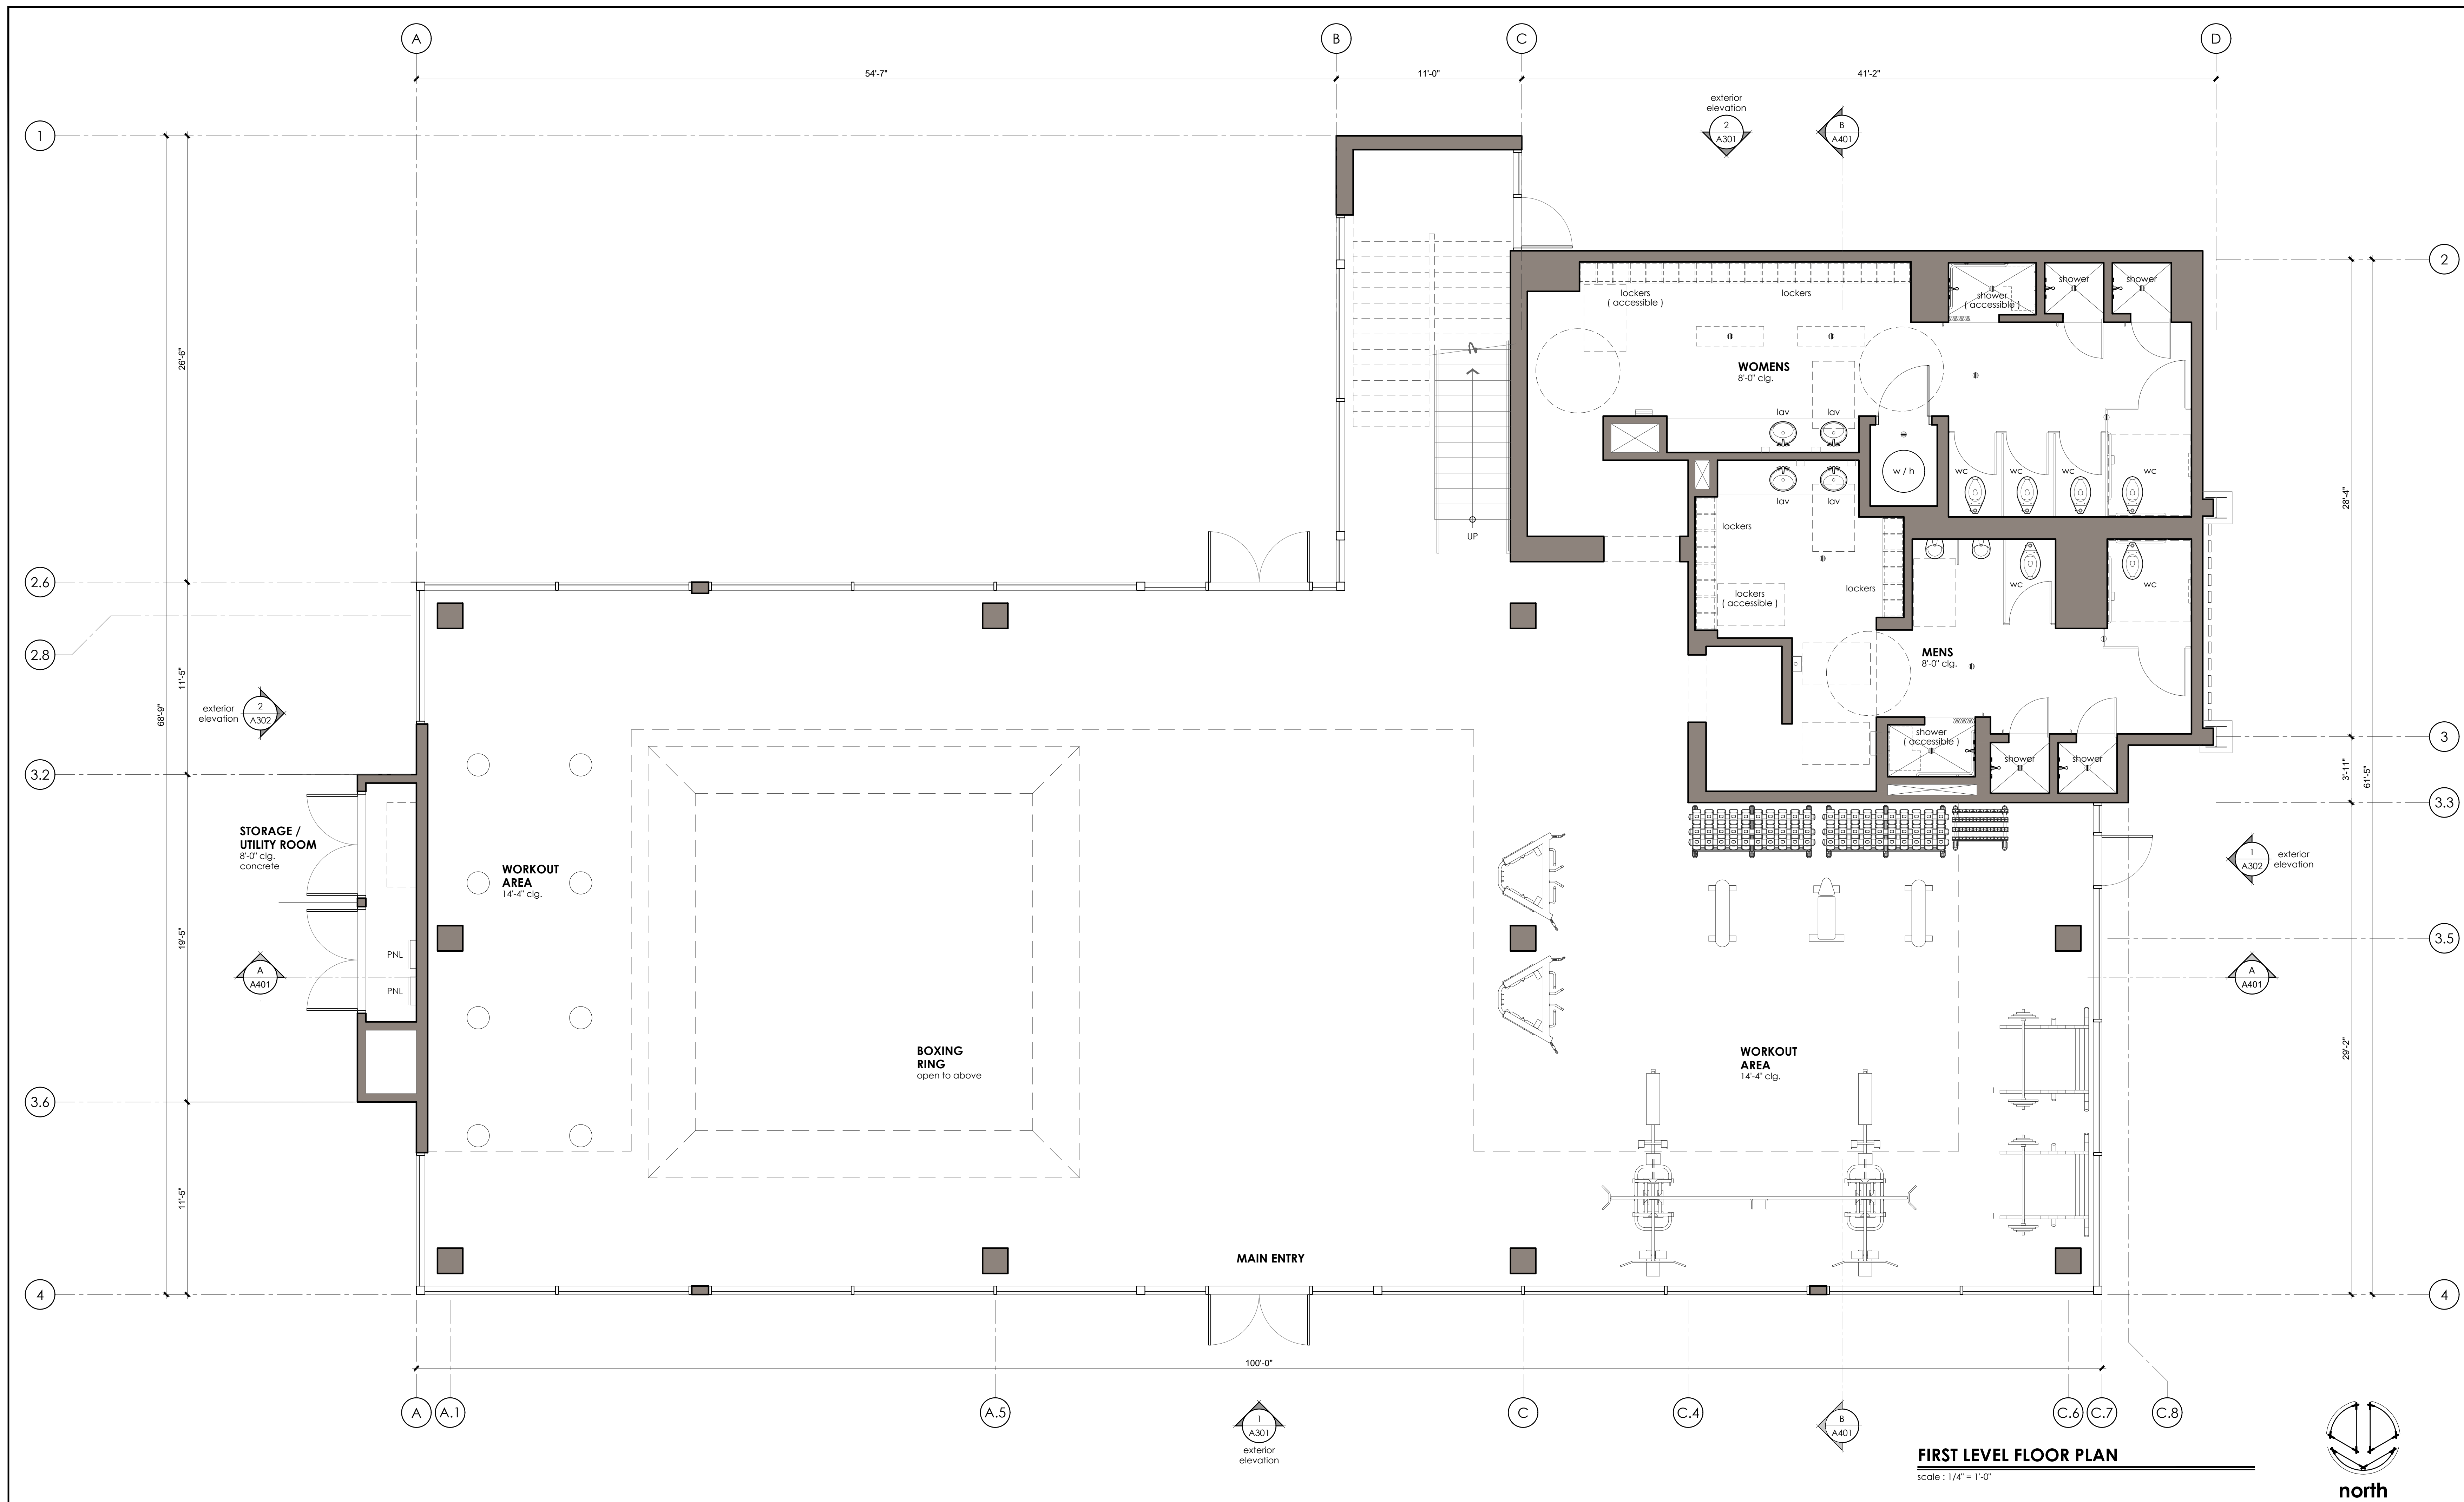 A
B
C
D
54'-7"
11'-0"
41'-2"
exterior
elevation
2
A301
B
A401
1
2
26'-6"
shower
( accessible )
shower
shower
lockers
( accessible )
lockers
WOMENS
8'-0" clg.
lav
lav
w / h
wc
wc
wc
wc
28'-4"
lav
lav
lockers
UP
2.6
wc
wc
lockers
( accessible )
lockers
2.8
MENS
8'-0" clg.
11'-5"
68'-9"
exterior
elevation
2
A302
shower
( accessible )
shower
shower
3
3.2
3'-11"
61'-5"
3.3
STORAGE /
UTILITY ROOM
8'-0" clg.
concrete
WORKOUT
AREA
14'-4" clg.
1
A302
exterior
elevation
19'-5"
3.5
PNL
PNL
A
A401
A
A401
BOXING
RING
open to above
WORKOUT
AREA
14'-4" clg.
29'-2"
3.6
11'-5"
MAIN ENTRY
4
4
100'-0"
A
A.1
A.5
1
A301
exterior
elevation
C
C.4
B
A401
C.6
C.7
C.8
FIRST LEVEL FLOOR PLAN
scale : 1/4" = 1'-0"
north